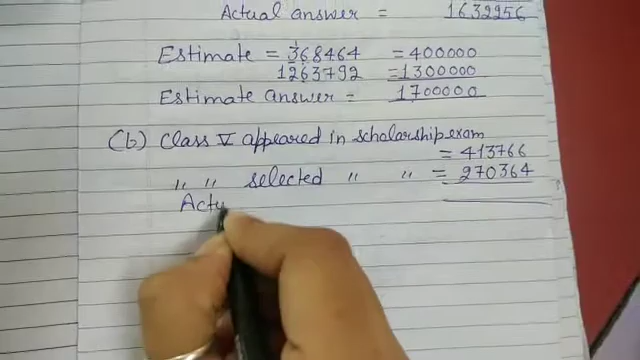 Actual answer = 1632256
Estimate = 368464 = 400000
1263792 = 1300000
Estimate answer = 1700000
(b) Class V appeared in scholarship exam
= 413766
" " selected " " = 270364
Actu